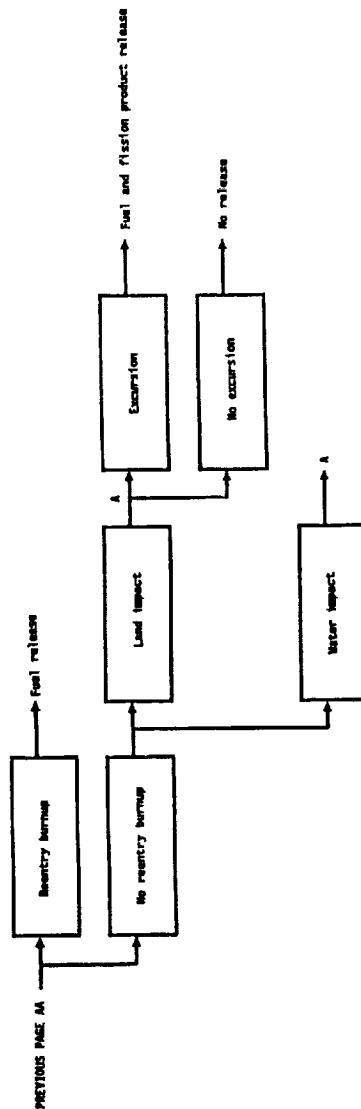 PREVIOUS PAGE AA
Reentry burnup
Fuel release
No reentry burnup
Land impact
A
Excursion
Fuel and fission product release
No excursion
No release
Water impact
A